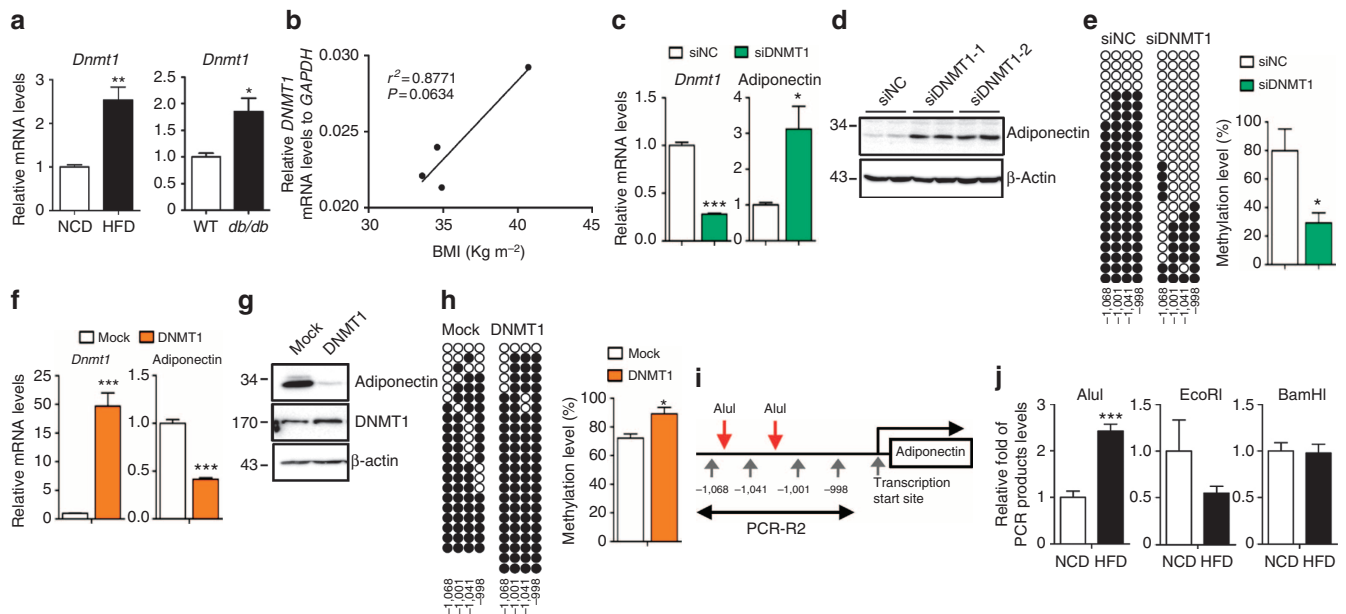 a
Dnmt1
**
Relative mRNA levels
3
2
1
0
NCD HFD
Dnmt1
*
2.5
2.0
1.5
1.0
0.5
0
WT db/db
b
Relative DNMT1
mRNA levels to GAPDH
r²=0.8771
P=0.0634
0.030
0.025
0.020
30 35 40 45
BMI (Kg m⁻²)
c
siNC siDNMT1
Dnmt1 Adiponectin
Relative mRNA levels
1.5
1.0
0.5
0.0
***
4
3
2
1
0
*
d
siNC siDNMT1-1 siDNMT1-2
34 Adiponectin
43 β-Actin
e
siNC siDNMT1
–1,068 –1,001 –1,041 –998
–1,068 –1,001 –1,041 –998
siNC
siDNMT1
Methylation level (%)
100
80
60
40
20
0
*
f
Mock DNMT1
Dnmt1 Adiponectin
Relative mRNA levels
25
50
25
0
***
1.5
1.0
0.5
0.0
***
g
Mock DNMT1
34 Adiponectin
170 DNMT1
43 β-actin
h
Mock DNMT1
–1,068 –1,001 –1,041 –998
–1,068 –1,001 –1,041 –998
Mock
DNMT1
Methylation level (%)
100
80
60
40
20
0
*
i
AluI AluI
Adiponectin
–1,068 –1,041 –1,001 –998
Transcription
start site
PCR-R2
j
AluI EcoRI BamHI
Relative fold of
PCR products levels
3
2
1
0
***
NCD HFD
1.5
1.0
0.5
0
NCD HFD
1.5
1.0
0.5
0
NCD HFD